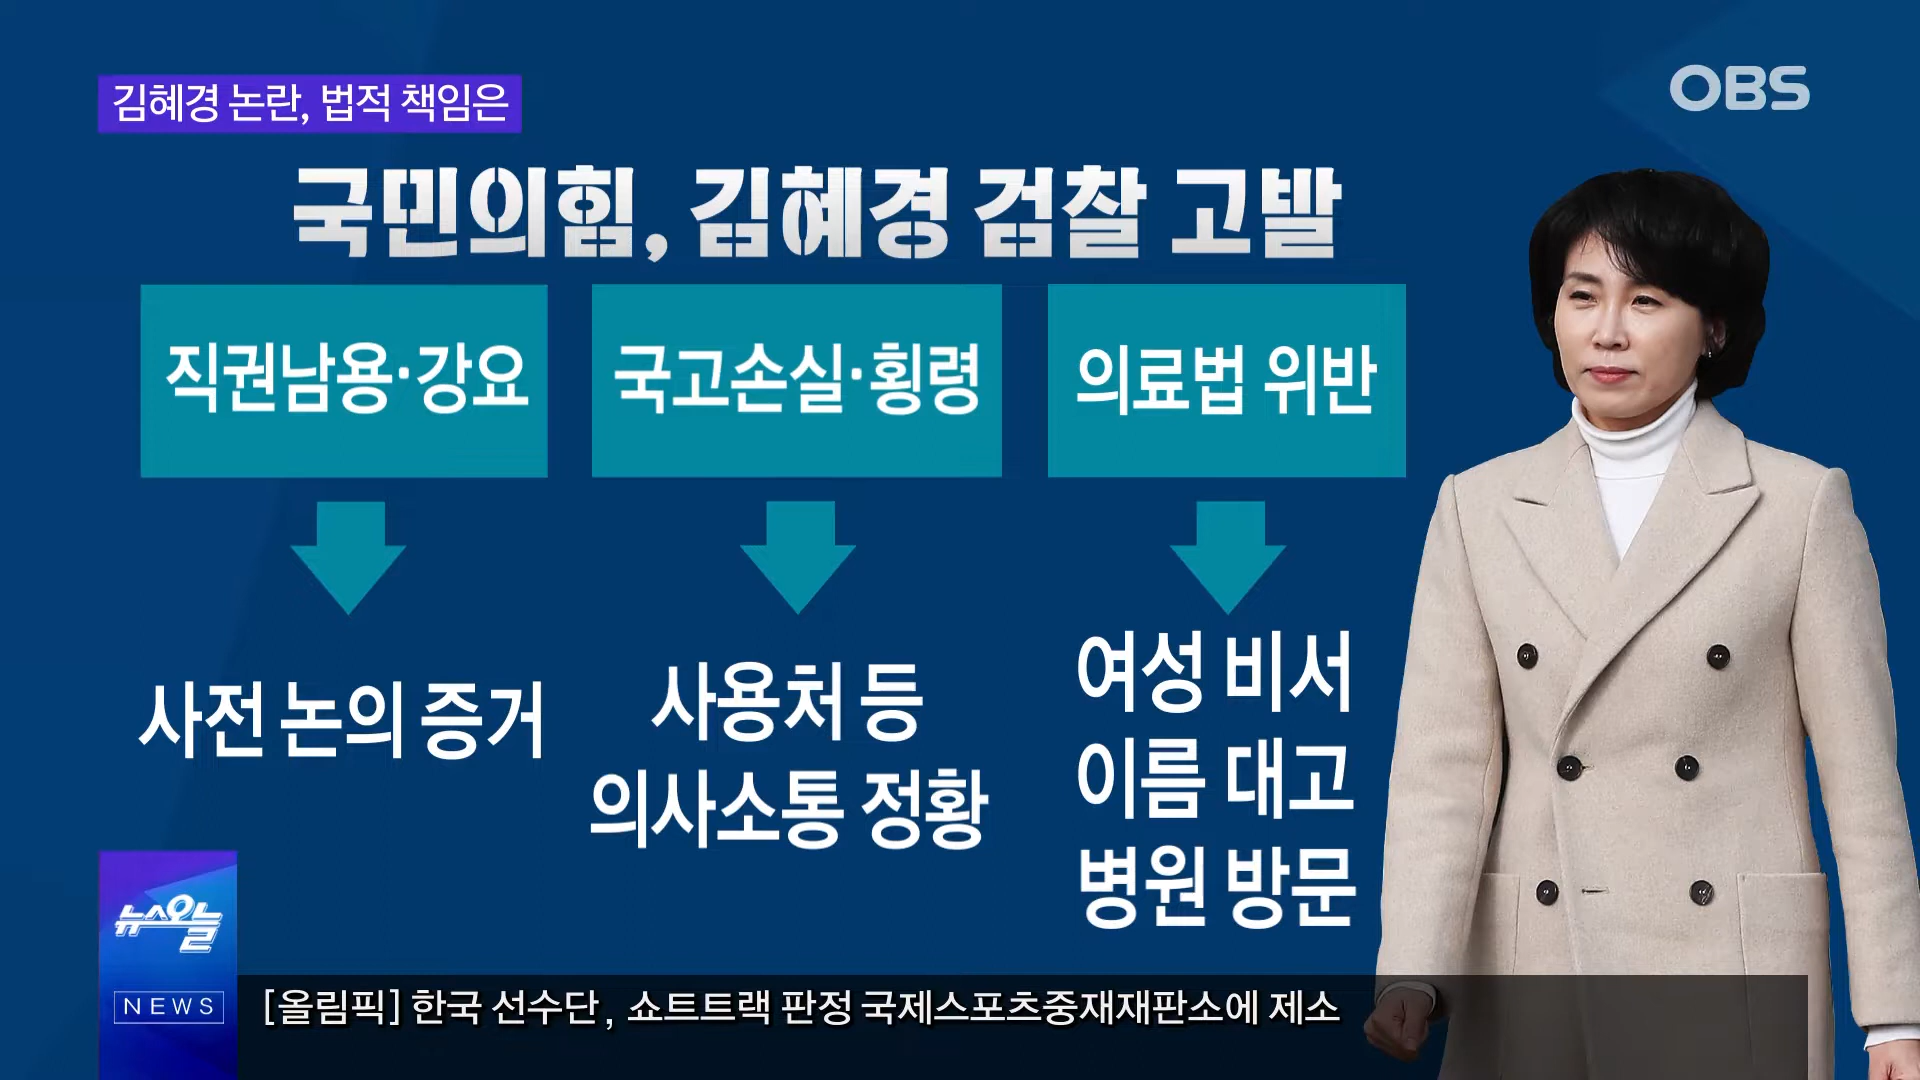 김혜경 논란, 법적 책임은
OBS
국민의힘, 김혜경 검찰 고발
직권남용·강요
국고손실·횡령
의료법 위반
사전 논의 증거
사용처 등
의사소통 정황
여성 비서
이름 대고
병원 방문
뉴스오늘
NEWS
[올림픽] 한국 선수단, 쇼트트랙 판정 국제스포츠중재재판소에 제소